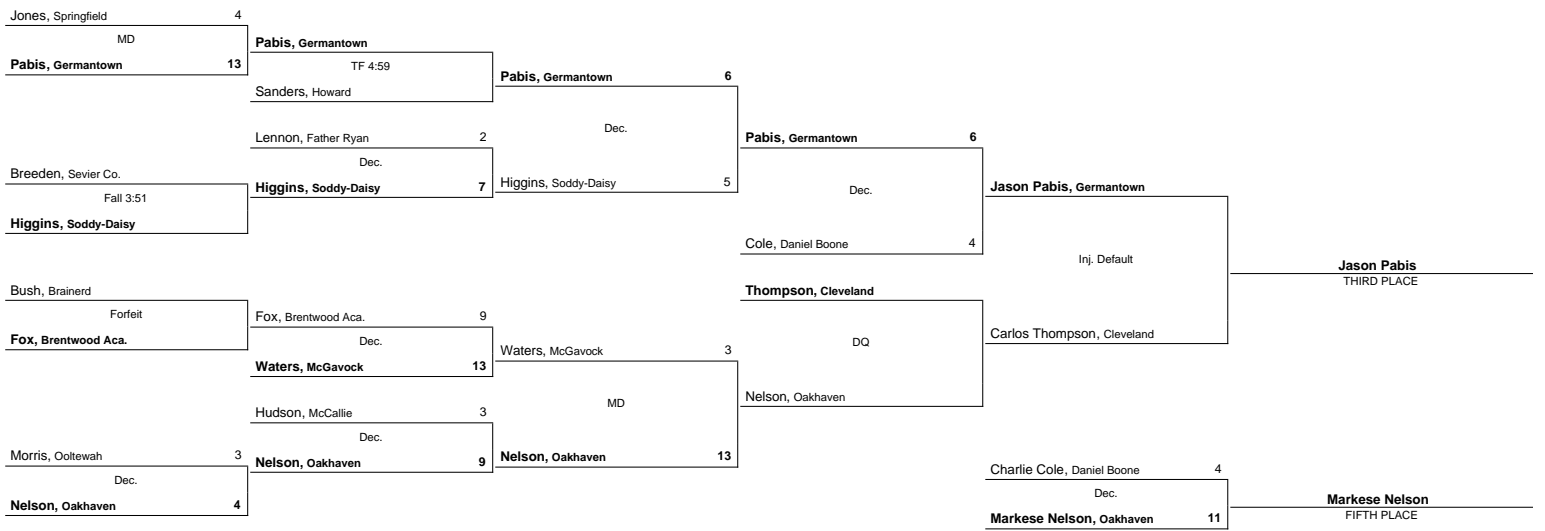 Jones, Springfield 4
MD
Pabis, Germantown 13
Breeden, Sevier Co.
Fall 3:51
Higgins, Soddy-Daisy
Bush, Brainerd
Forfeit
Fox, Brentwood Aca.
Morris, Ooltewah 3
Dec.
Nelson, Oakhaven 4
Pabis, Germantown
TF 4:59
Sanders, Howard
Lennon, Father Ryan 2
Dec.
Higgins, Soddy-Daisy 7
Fox, Brentwood Aca. 9
Dec.
Waters, McGavock 13
Hudson, McCallie 3
Dec.
Nelson, Oakhaven 9
Pabis, Germantown 6
Dec.
Higgins, Soddy-Daisy 5
Waters, McGavock 3
MD
Nelson, Oakhaven 13
Pabis, Germantown 6
Dec.
Cole, Daniel Boone 4
Thompson, Cleveland
DQ
Nelson, Oakhaven
Jason Pabis, Germantown
Inj. Default
Carlos Thompson, Cleveland
Jason Pabis
THIRD PLACE
Charlie Cole, Daniel Boone 4
Dec.
Markese Nelson, Oakhaven 11
Markese Nelson
FIFTH PLACE